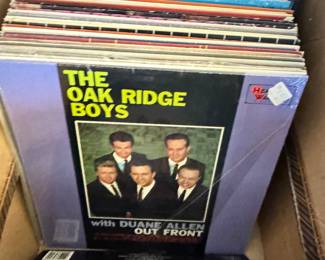 THE
OAK RIDGE
BOYS
with DUANE ALLEN
OUT FRONT